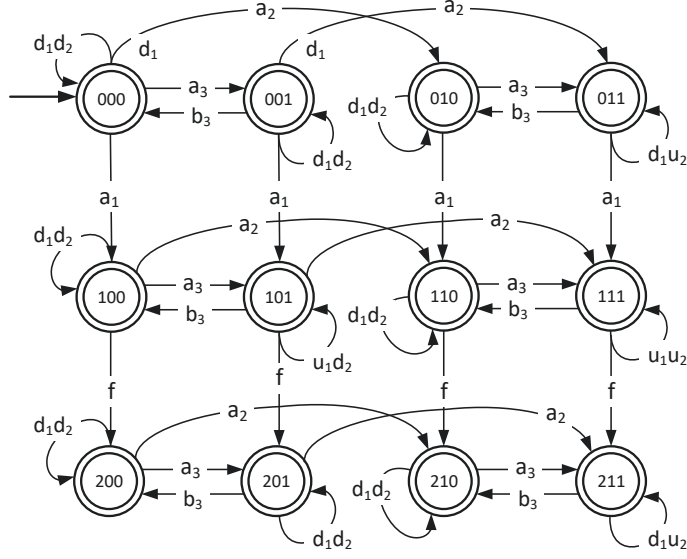 a₂ a₂
d₁d₂ d₁ d₁
000 a₃ 001 010 a₃ 011
b₃ d₁d₂ b₃
d₁d₂ d₁u₂
a₁ a₁ a₁ a₁
d₁d₂ a₂ a₂
100 a₃ 101 110 a₃ 111
b₃ d₁d₂ b₃
u₁d₂ u₁u₂
f f f f
d₁d₂ a₂ a₂
200 a₃ 201 210 a₃ 211
b₃ d₁d₂ b₃
d₁d₂ d₁u₂